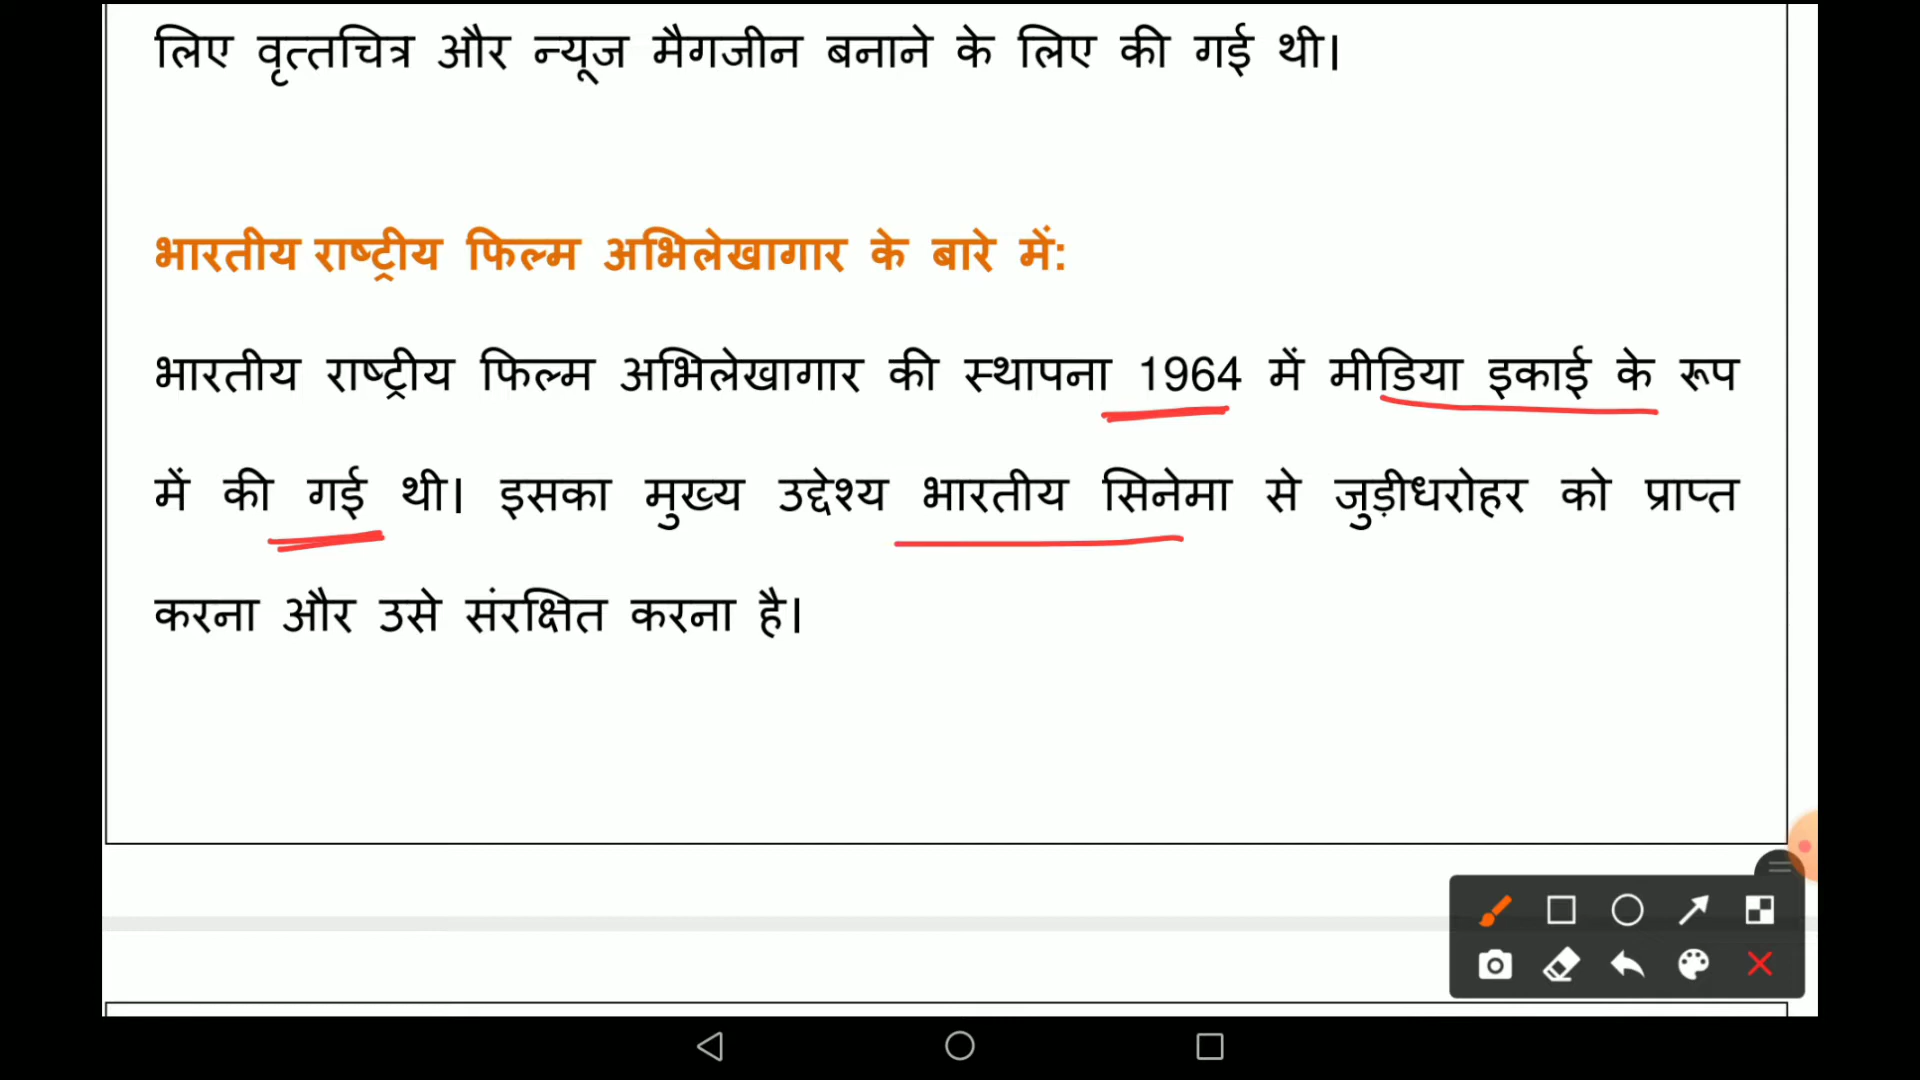 लिए वृत्तचित्र और न्यूज मैगजीन बनाने के लिए की गई थी।
भारतीय राष्ट्रीय फिल्म अभिलेखागार के बारे में:
भारतीय राष्ट्रीय फिल्म अभिलेखागार की स्थापना 1964 में मीडिया इकाई के रूप
में की गई थी। इसका मुख्य उद्देश्य भारतीय सिनेमा से जुड़ीधरोहर को प्राप्त
करना और उसे संरक्षित करना है।